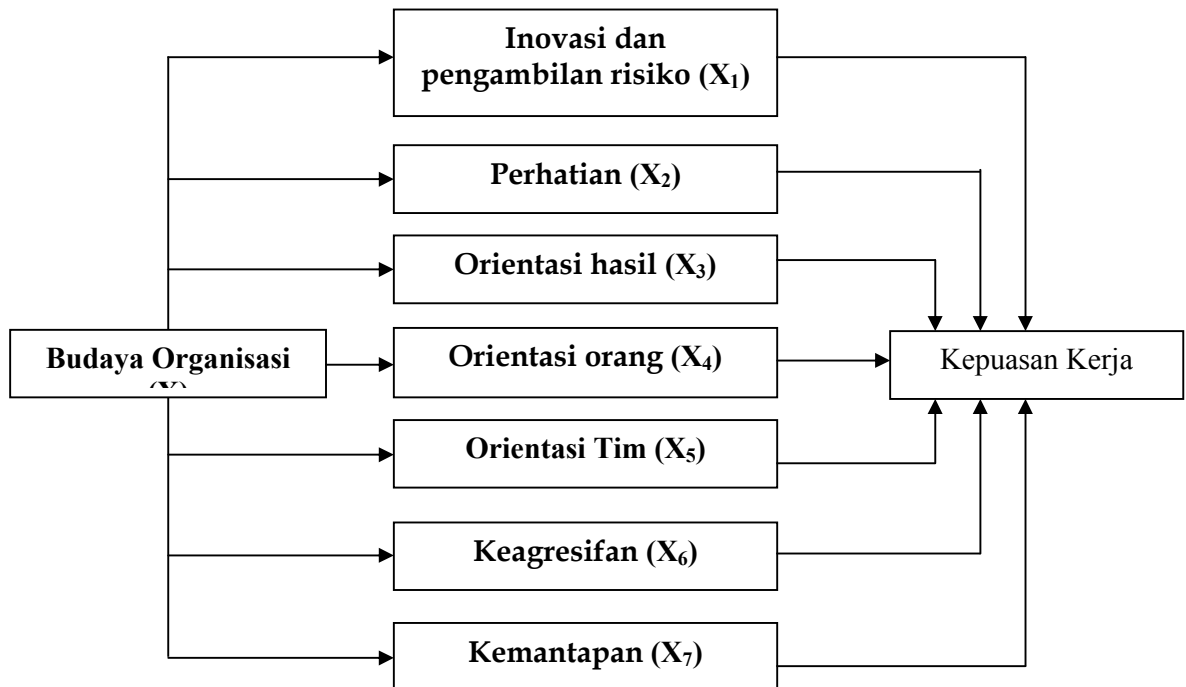 Inovasi dan
pengambilan risiko (X₁)
Perhatian (X₂)
Orientasi hasil (X₃)
Budaya Organisasi
Orientasi orang (X₄)
Kepuasan Kerja
Orientasi Tim (X₅)
Keagresifan (X₆)
Kemantapan (X₇)